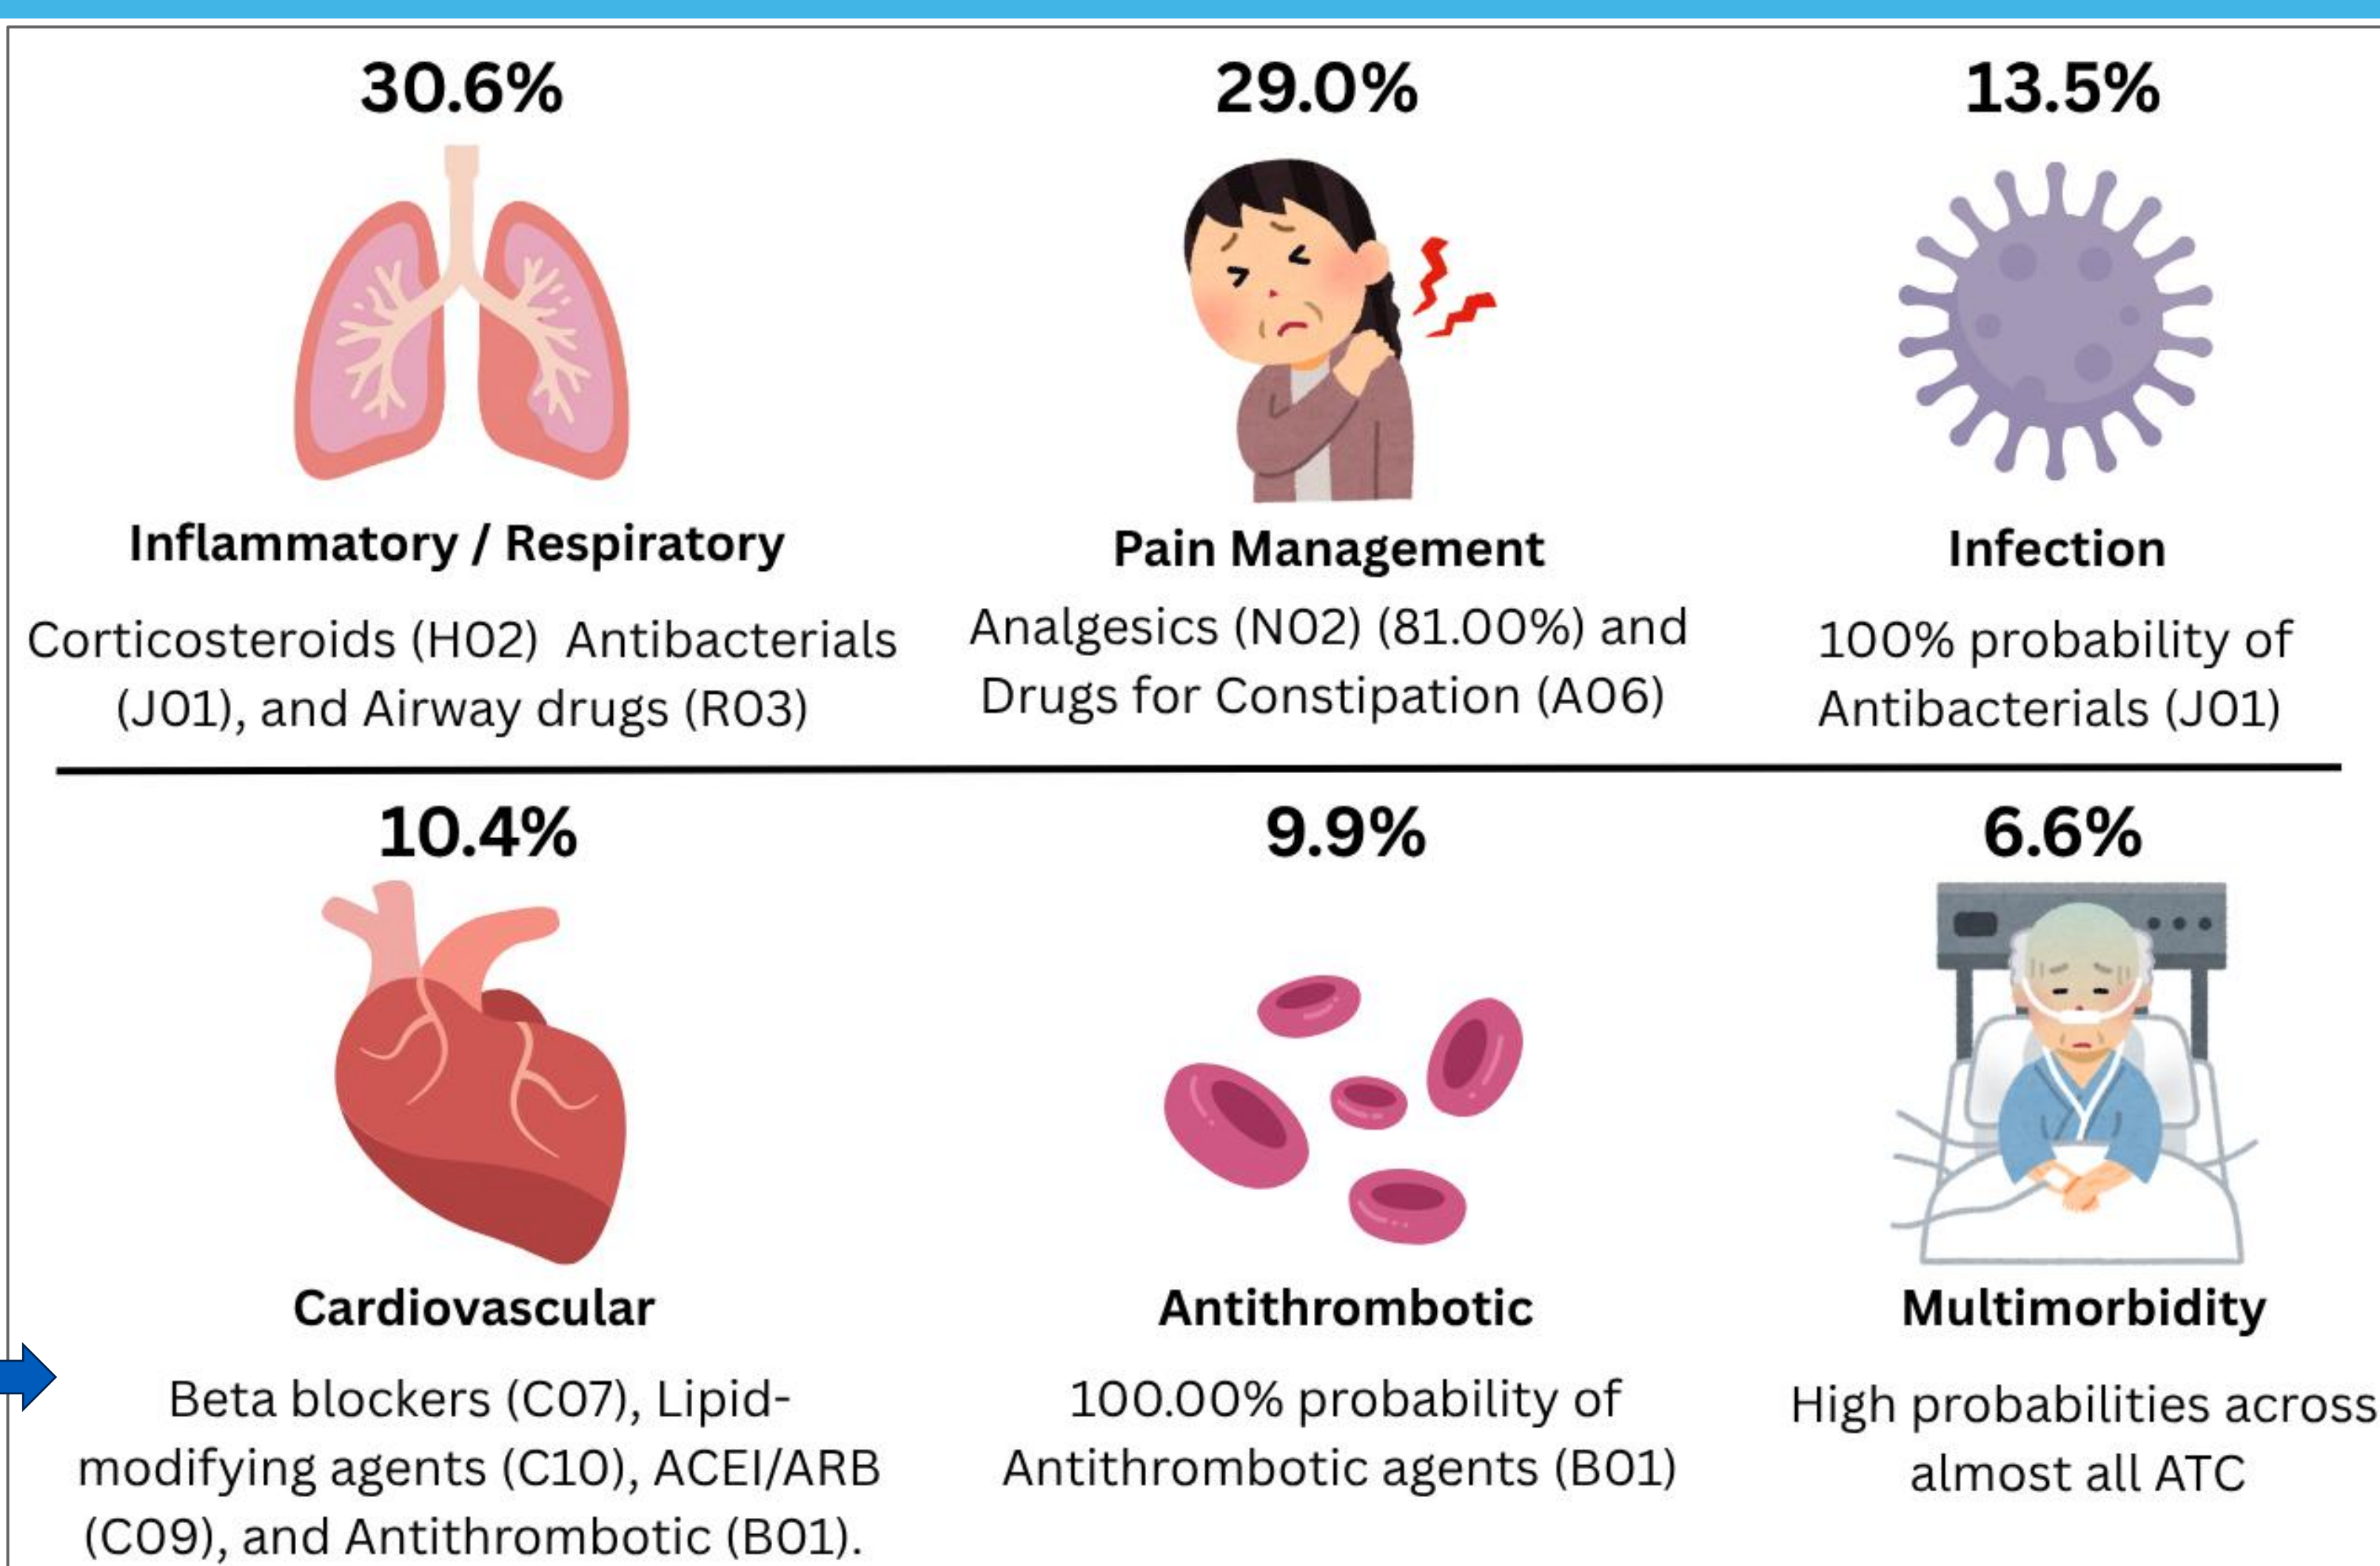 30.6%
Inflammatory / Respiratory
Corticosteroids (H02) Antibacterials
(J01), and Airway drugs (R03)
29.0%
Pain Management
Analgesics (N02) (81.00%) and
Drugs for Constipation (A06)
13.5%
Infection
100% probability of
Antibacterials (J01)
10.4%
Cardiovascular
Beta blockers (C07), Lipid-
modifying agents (C10), ACEI/ARB
(C09), and Antithrombotic (B01).
9.9%
Antithrombotic
100.00% probability of
Antithrombotic agents (B01)
6.6%
Multimorbidity
High probabilities across
almost all ATC